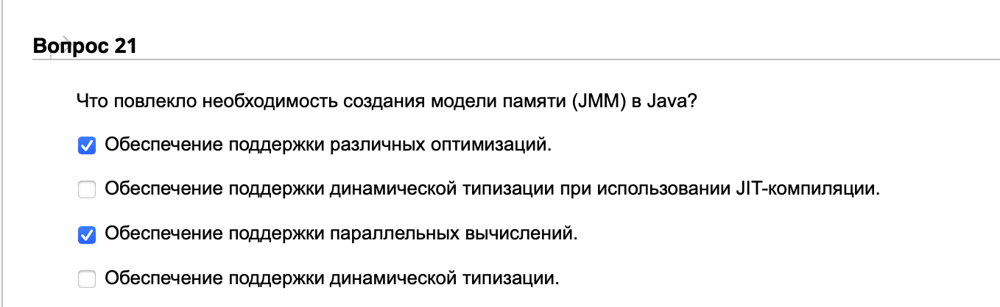 Вопрос 21
Что повлекло необходимость создания модели памяти (JMM) в Java?
Обеспечение поддержки различных оптимизаций.
Обеспечение поддержки динамической типизации при использовании JIT-компиляции.
Обеспечение поддержки параллельных вычислений.
Обеспечение поддержки динамической типизации.